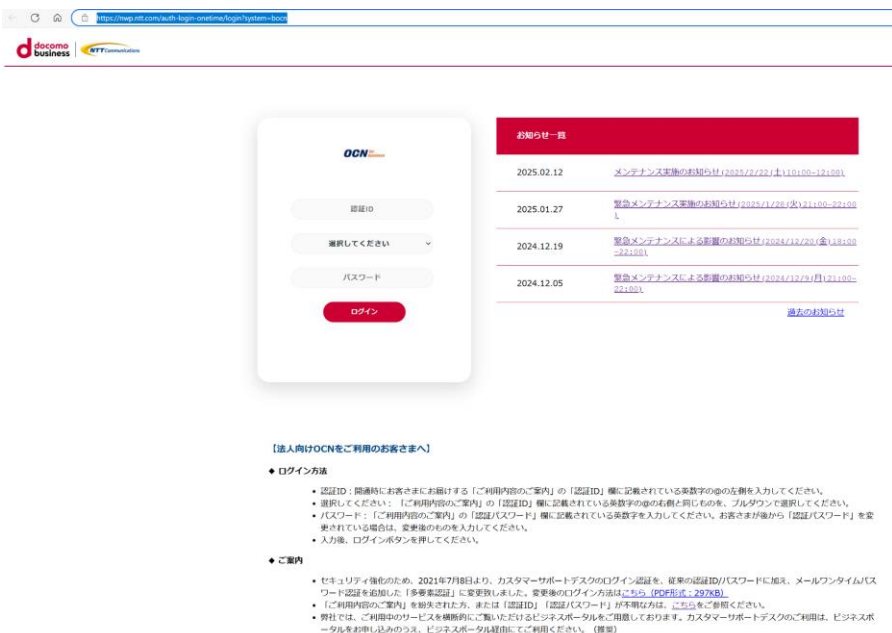 https://nwp.ntt.com/auth-login-onetime/login?system=bocn
docomo
business
NTT Communications
OCN
認証ID
選択してください
パスワード
ログイン
お知らせ一覧
2025.02.12 メンテナンス実施のお知らせ(2025/2/22(土)10:00-12:00)
2025.01.27 緊急メンテナンス実施のお知らせ(2025/1/28(火)21:00-22:00
)
2024.12.19 緊急メンテナンスによる影響のお知らせ(2024/12/20(金)18:00
-22:00)
2024.12.05 緊急メンテナンスによる影響のお知らせ(2024/12/9(月)21:00-
22:00)
過去のお知らせ
【法人向けOCNをご利用のお客さまへ】
◆ ログイン方法
• 認証ID：開通時にお客さまにお届けする「ご利用内容のご案内」の「認証ID」欄に記載されている英数字の@の左側を入力してください。
• 選択してください： 「ご利用内容のご案内」の「認証ID」欄に記載されている英数字の@の右側と同じものを、プルダウンで選択してください。
• パスワード：「ご利用内容のご案内」の「認証パスワード」欄に記載されている英数字を入力してください。お客さまが後から「認証パスワード」を変
更されている場合は、変更後のものを入力してください。
• 入力後、ログインボタンを押してください。
◆ ご案内
• セキュリティ強化のため、2021年7月8日より、カスタマーサポートデスクのログイン認証を、従来の認証ID/パスワードに加え、メールワンタイムパス
ワード認証を追加した「多要素認証」に変更致しました。変更後のログイン方法はこちら（PDF形式：297KB）
• 「ご利用内容のご案内」を紛失された方、または「認証ID」「認証パスワード」が不明な方は、こちらをご参照ください。
• 弊社では、ご利用中のサービスを横断的にご覧いただけるビジネスポータルをご用意しております。カスタマーサポートデスクのご利用は、ビジネスポ
ータルをお申し込みのうえ、ビジネスポータル経由にてご利用ください。（推奨）